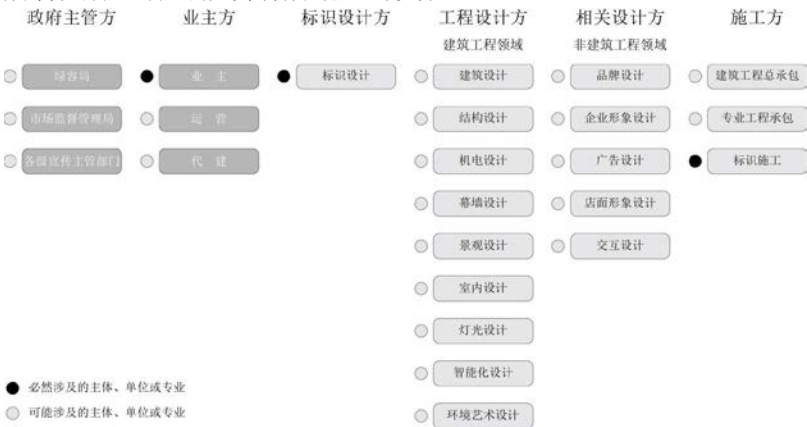 政府主管方 业主方 标识设计方 工程设计方 相关设计方 施工方
建筑工程领域 非建筑工程领域
绿容局 业 主 标识设计 建筑设计 品牌设计 建筑工程总承包
市场监督管理局 运 营 结构设计 企业形象设计 专业工程承包
各级宣传主管部门 代 建 机电设计 广告设计 标识施工
幕墙设计 店面形象设计
景观设计 交互设计
室内设计
灯光设计
智能化设计
环境艺术设计
必然涉及的主体、单位或专业
可能涉及的主体、单位或专业